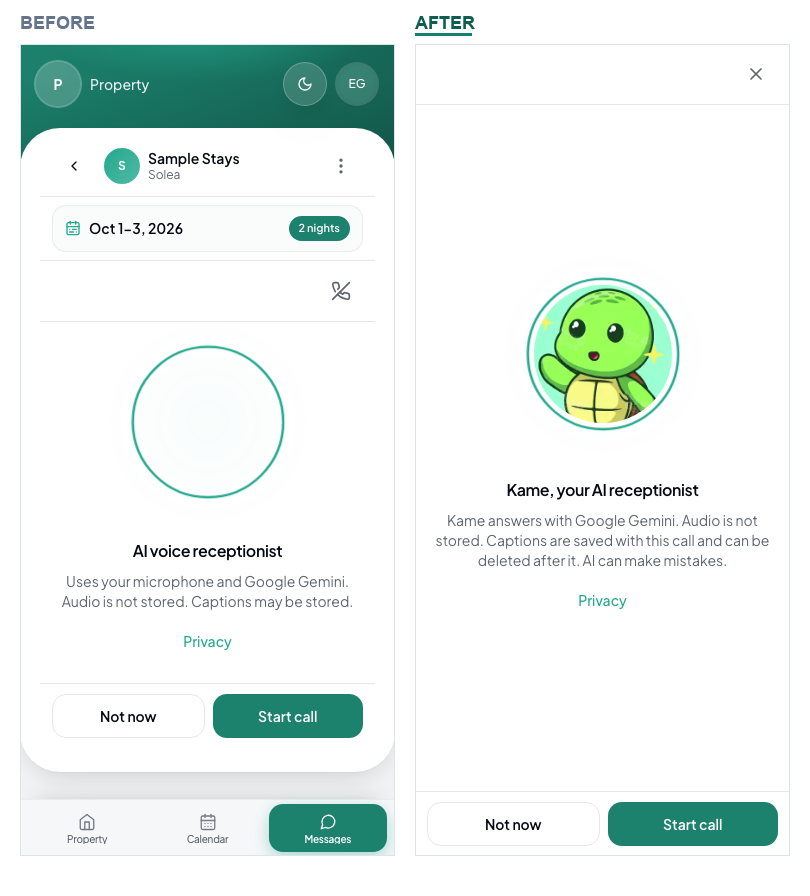 BEFORE
P
Property
EG
S
Sample Stays
Solea
Oct 1–3, 2026
2 nights
AI voice receptionist
Uses your microphone and Google Gemini.
Audio is not stored. Captions may be stored.
Privacy
Not now
Start call
Property
Calendar
Messages
AFTER
Kame, your AI receptionist
Kame answers with Google Gemini. Audio is not
stored. Captions are saved with this call and can be
deleted after it. AI can make mistakes.
Privacy
Not now
Start call